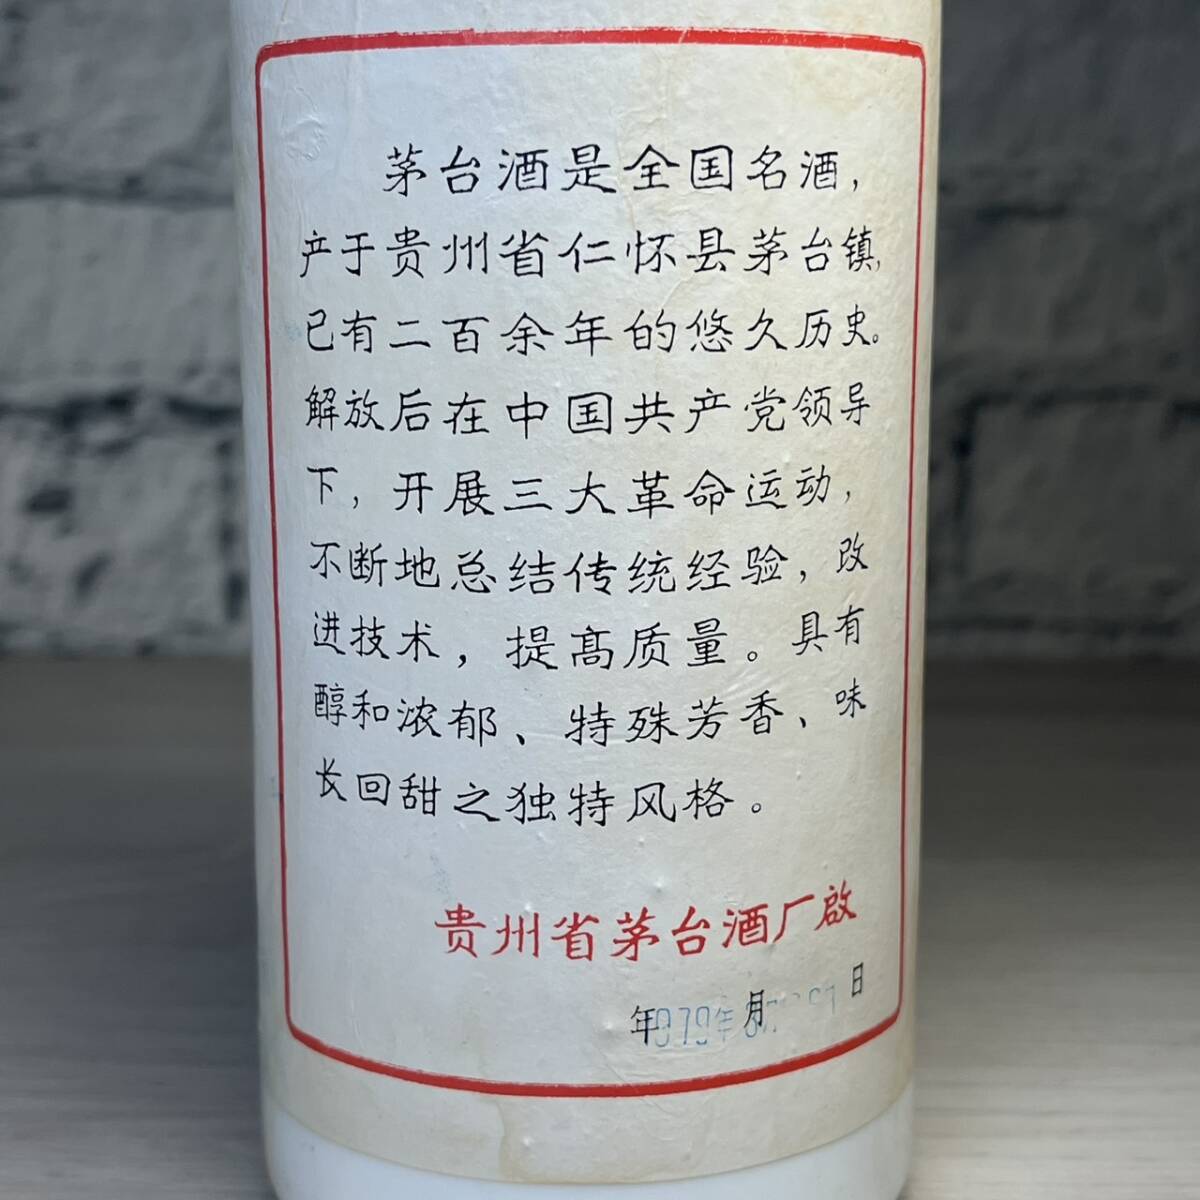 茅台酒是全国名酒，
产于贵州省仁怀县茅台镇，
已有二百余年的悠久历史。
解放后在中国共产党领导
下，开展三大革命运动，
不断地总结传统经验，改
进技术，提高质量。具有
醇和浓郁、特殊芳香、味
长回甜之独特风格。
贵州省茅台酒厂啟
年 月 日